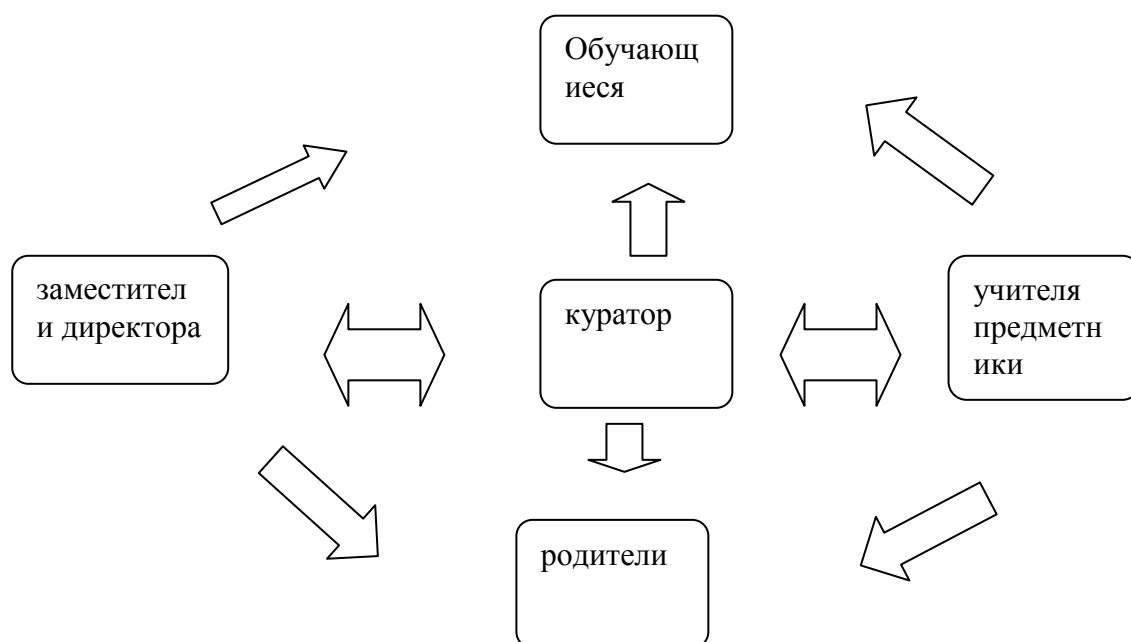 Обучающ
иеся
заместител
и директора
куратор
учителя
предметн
ики
родители